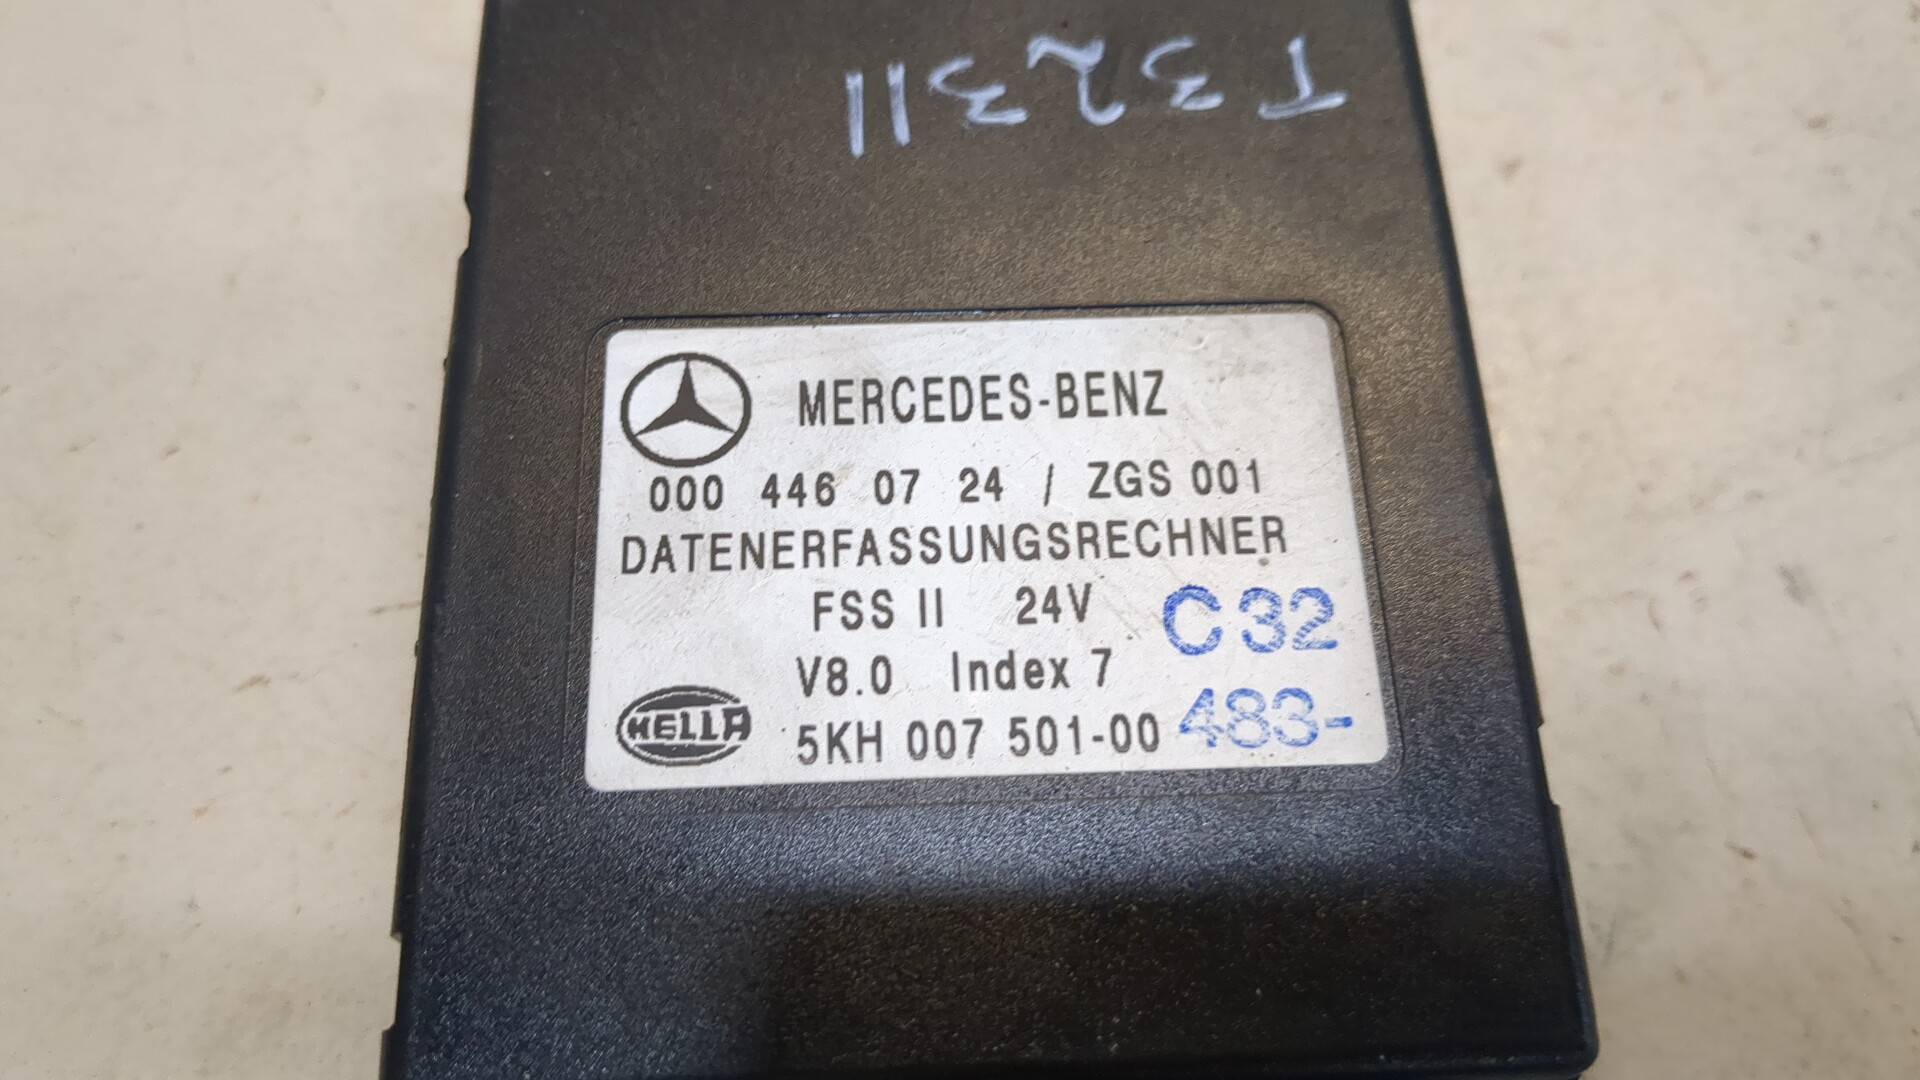 T3231I
MERCEDES-BENZ
000 446 07 24 / ZGS 001
DATENERFASSUNGSRECHNER
FSS II 24V
C32
V8.0 Index 7
HELLA
5KH 007 501-00
483-